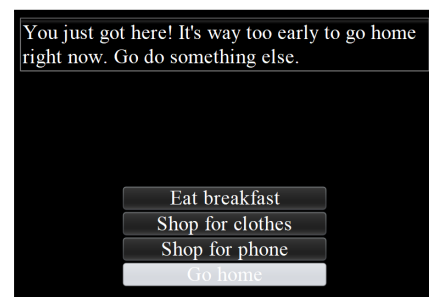 You just got here! It's way too early to go home
right now. Go do something else.
Eat breakfast
Shop for clothes
Shop for phone
Go home